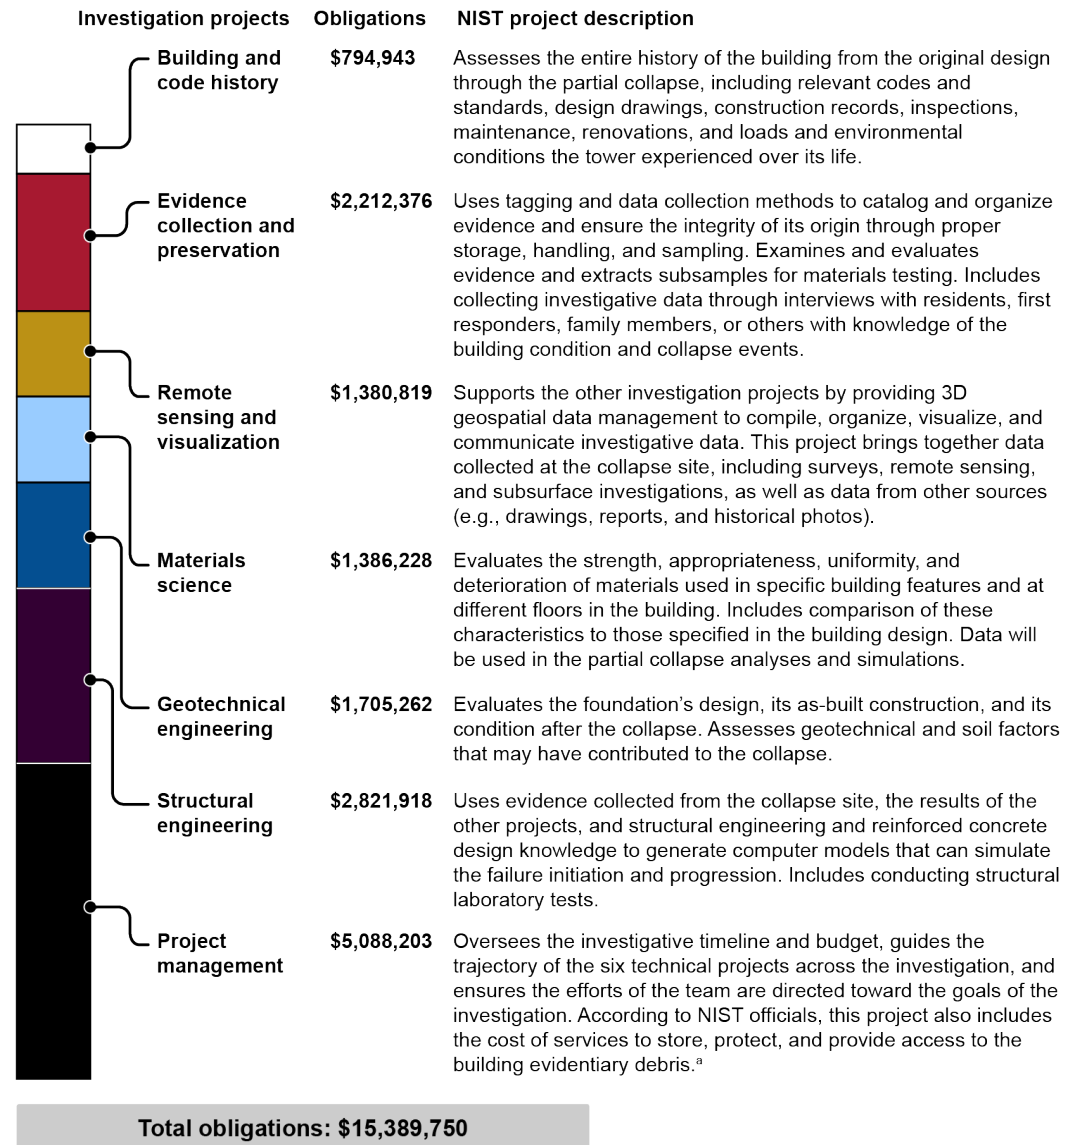 Investigation projects Obligations NIST project description
Building and code history $794,943 Assesses the entire history of the building from the original design
through the partial collapse, including relevant codes and
standards, design drawings, construction records, inspections,
maintenance, renovations, and loads and environmental
conditions the tower experienced over its life.
Evidence collection and preservation $2,212,376 Uses tagging and data collection methods to catalog and organize
evidence and ensure the integrity of its origin through proper
storage, handling, and sampling. Examines and evaluates
evidence and extracts subsamples for materials testing. Includes
collecting investigative data through interviews with residents, first
responders, family members, or others with knowledge of the
building condition and collapse events.
Remote sensing and visualization $1,380,819 Supports the other investigation projects by providing 3D
geospatial data management to compile, organize, visualize, and
communicate investigative data. This project brings together data
collected at the collapse site, including surveys, remote sensing,
and subsurface investigations, as well as data from other sources
(e.g., drawings, reports, and historical photos).
Materials science $1,386,228 Evaluates the strength, appropriateness, uniformity, and
deterioration of materials used in specific building features and at
different floors in the building. Includes comparison of these
characteristics to those specified in the building design. Data will
be used in the partial collapse analyses and simulations.
Geotechnical engineering $1,705,262 Evaluates the foundation's design, its as-built construction, and its
condition after the collapse. Assesses geotechnical and soil factors
that may have contributed to the collapse.
Structural engineering $2,821,918 Uses evidence collected from the collapse site, the results of the
other projects, and structural engineering and reinforced concrete
design knowledge to generate computer models that can simulate
the failure initiation and progression. Includes conducting structural
laboratory tests.
Project management $5,088,203 Oversees the investigative timeline and budget, guides the
trajectory of the six technical projects across the investigation, and
ensures the efforts of the team are directed toward the goals of the
investigation. According to NIST officials, this project also includes
the cost of services to store, protect, and provide access to the
building evidentiary debris.ᵃ
Total obligations: $15,389,750